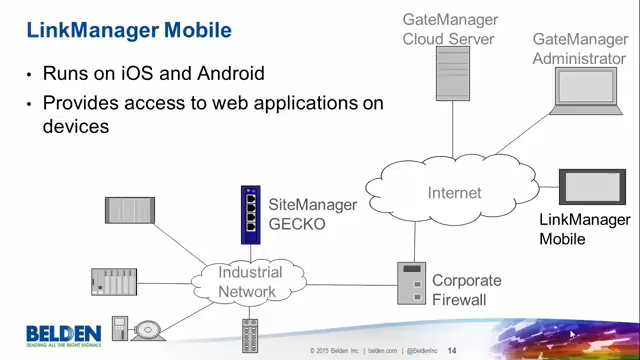 LinkManager Mobile
• Runs on iOS and Android
• Provides access to web applications on
devices
GateManager
Cloud Server
GateManager
Administrator
Internet
LinkManager
Mobile
SiteManager
GECKO
Industrial
Network
Corporate
Firewall
BELDEN
SENDING ALL THE RIGHT SIGNALS
© 2015 Belden Inc. | belden.com | @BeldenInc 14